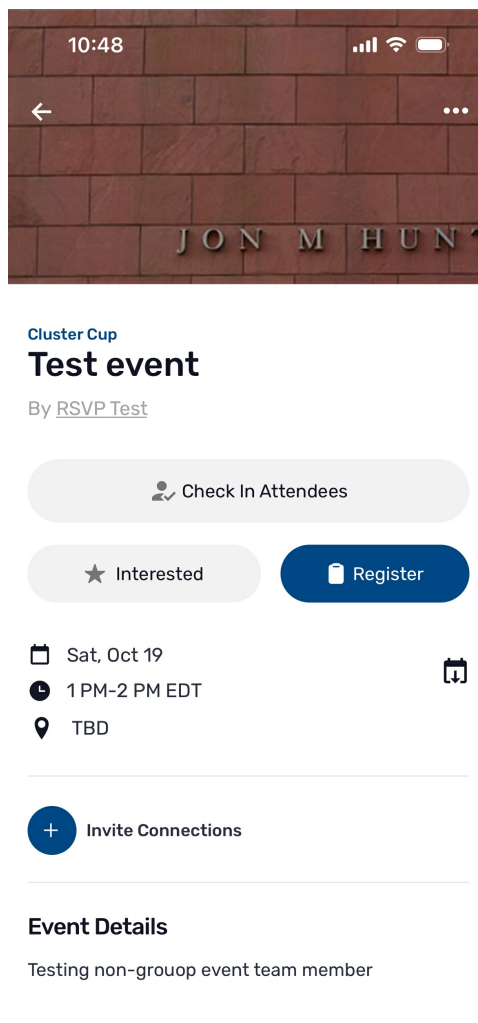 10:48
JON M HUNT
Cluster Cup
Test event
By RSVP Test
Check In Attendees
Interested
Register
Sat, Oct 19
1 PM-2 PM EDT
TBD
Invite Connections
Event Details
Testing non-grouop event team member